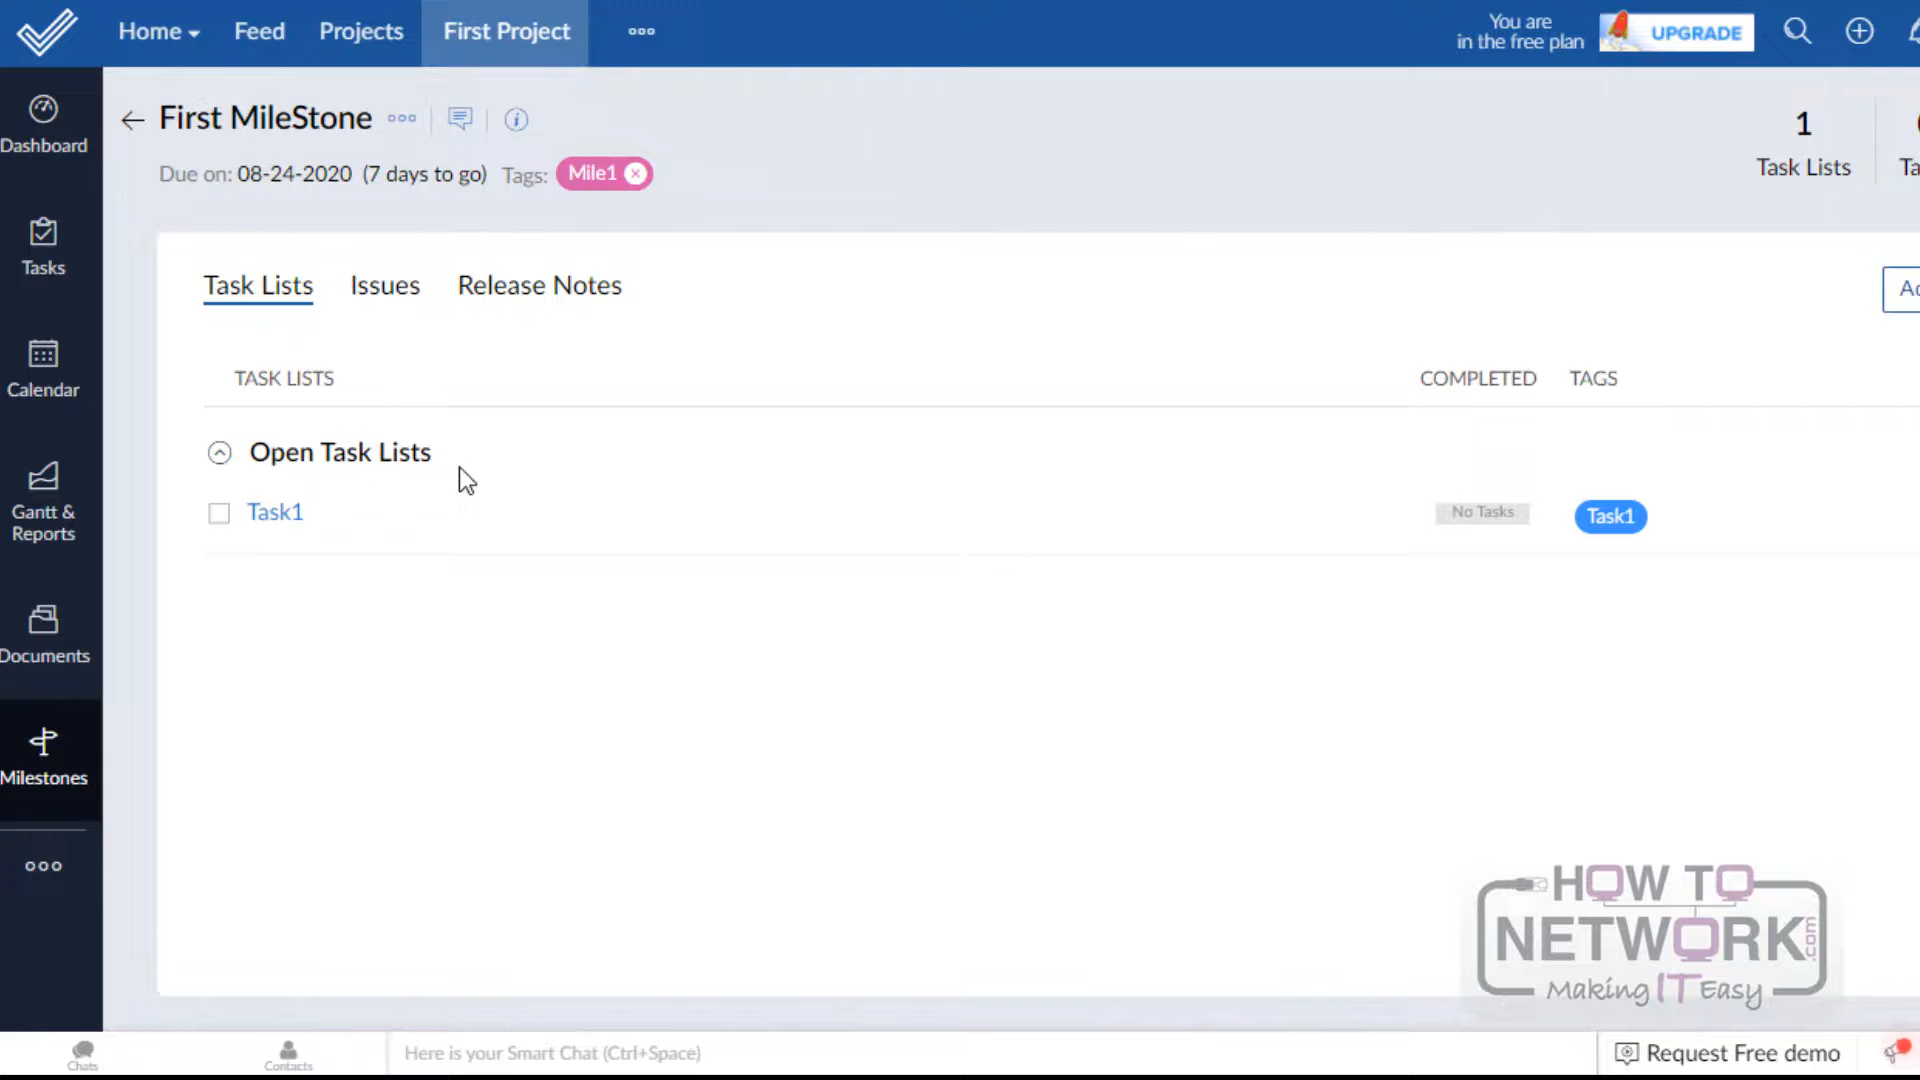 Home
Feed
Projects
First Project
You are
in the free plan
UPGRADE
Dashboard
Tasks
Calendar
Gantt &
Reports
Documents
Milestones
First MileStone
Due on: 08-24-2020 (7 days to go) Tags: Mile1
1
Task Lists
Task Lists
Issues
Release Notes
TASK LISTS
COMPLETED
TAGS
Open Task Lists
Task1
No Tasks
Task1
HOW TO
NETWORK.com
Making IT Easy
Chats
Contacts
Here is your Smart Chat (Ctrl+Space)
Request Free demo